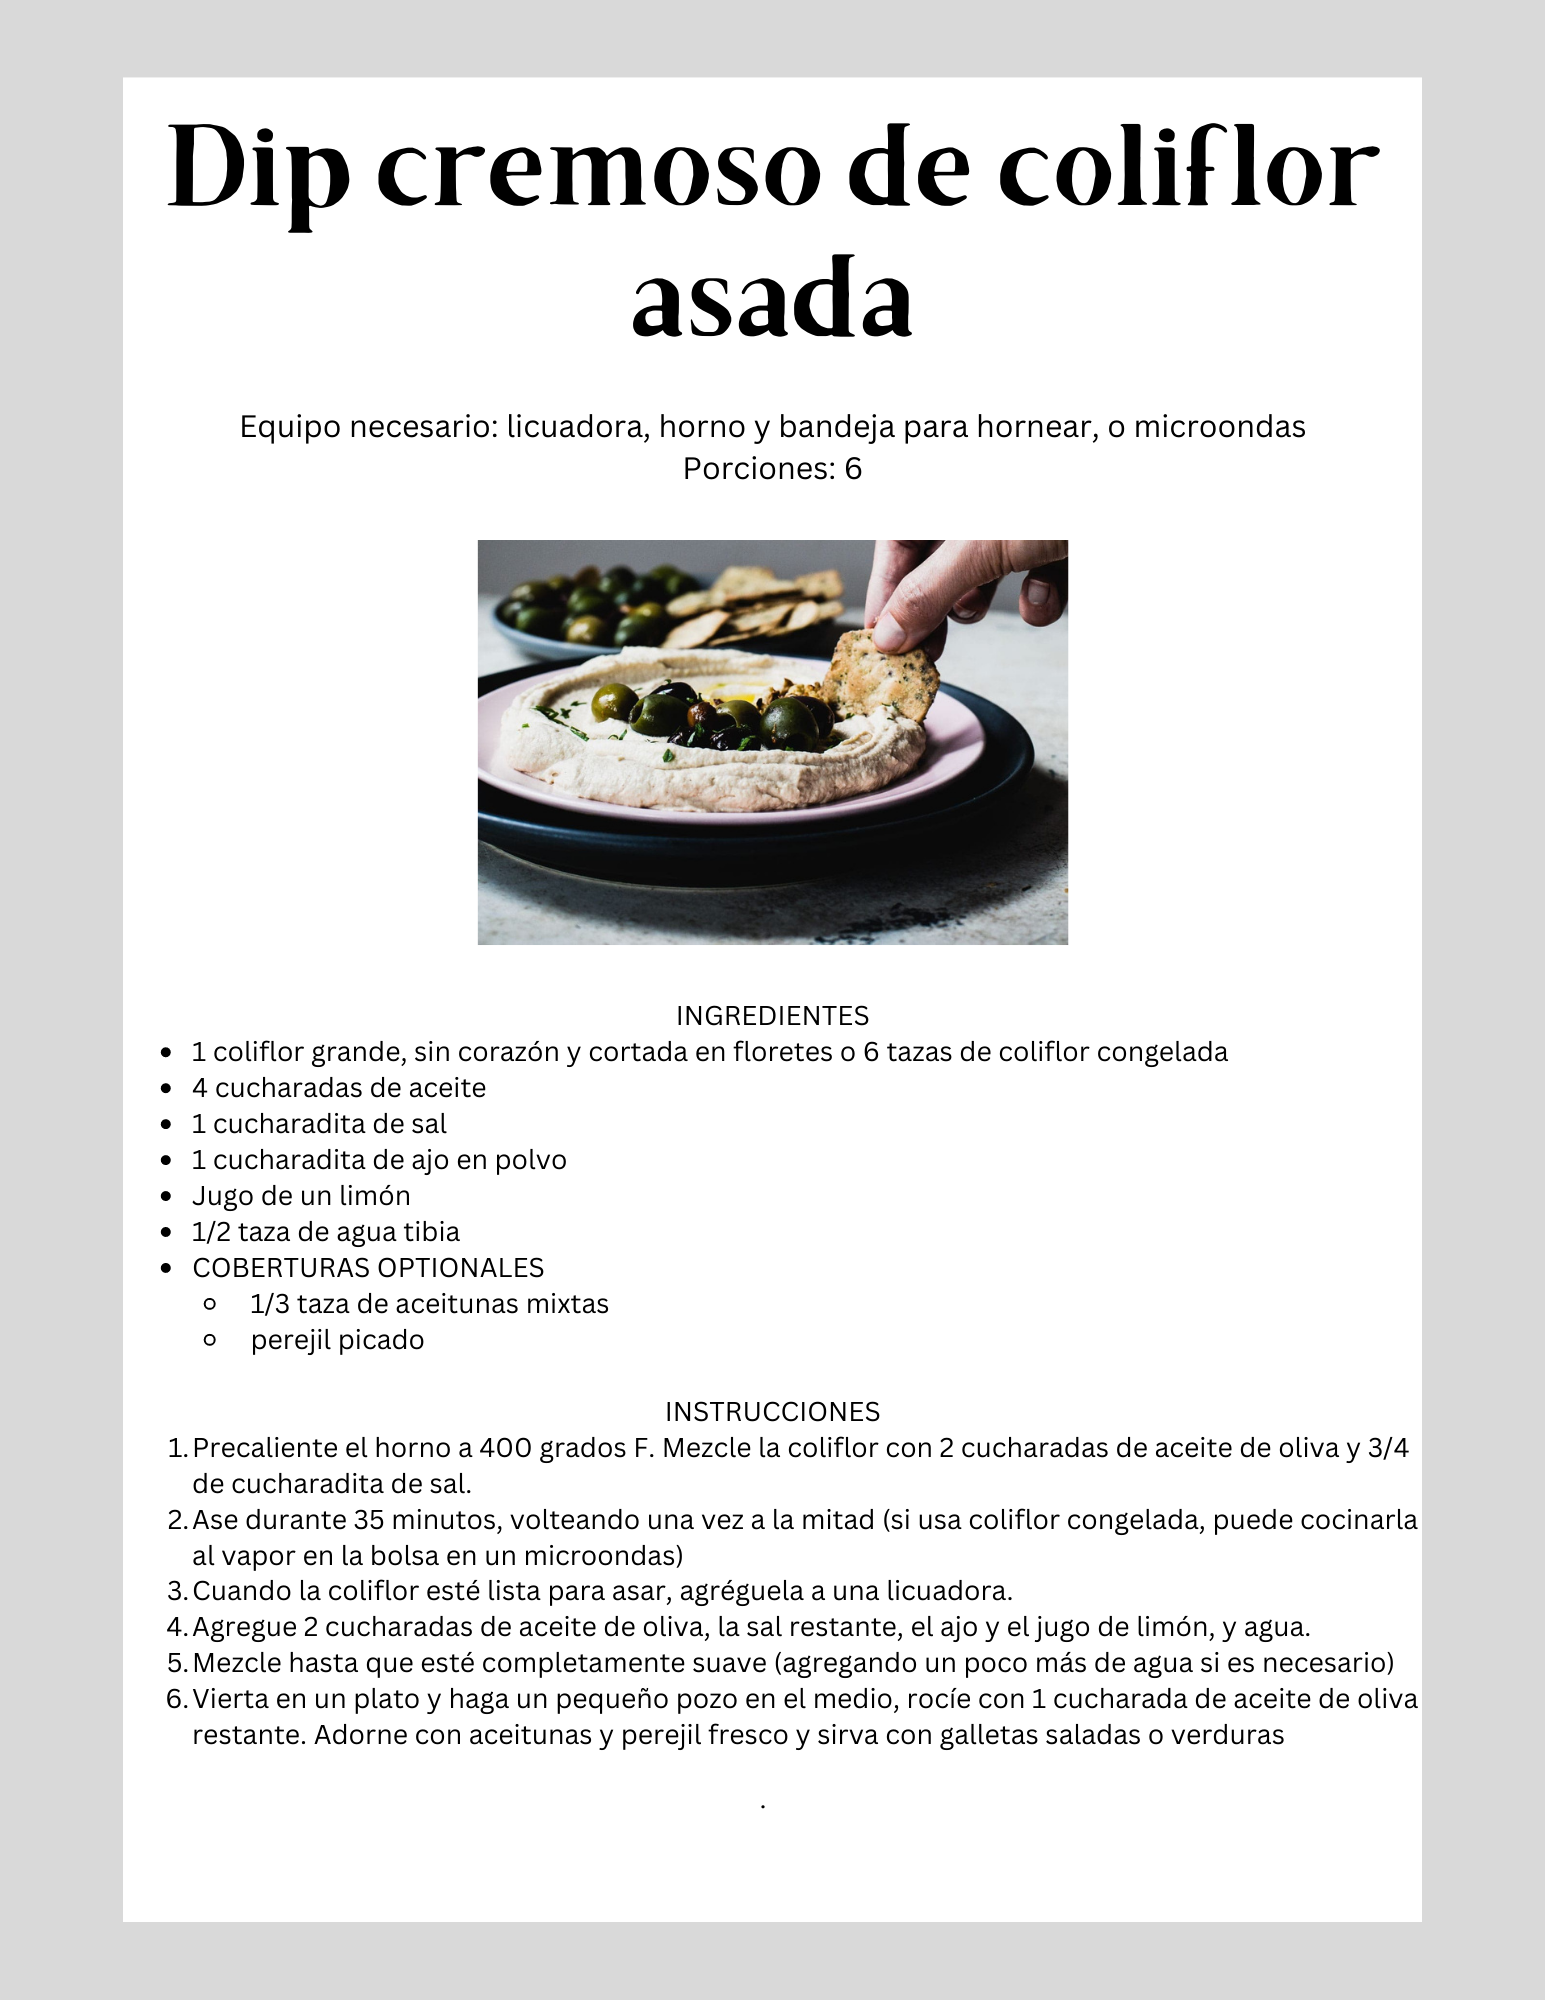 Dip cremoso de coliflor
asada
Equipo necesario: licuadora, horno y bandeja para hornear, o microondas
Porciones: 6
INGREDIENTES
• 1 coliflor grande, sin corazón y cortada en floretes o 6 tazas de coliflor congelada
• 4 cucharadas de aceite
• 1 cucharadita de sal
• 1 cucharadita de ajo en polvo
• Jugo de un limón
• 1/2 taza de agua tibia
• COBERTURAS OPTIONALES
◦ 1/3 taza de aceitunas mixtas
◦ perejil picado
INSTRUCCIONES
1. Precaliente el horno a 400 grados F. Mezcle la coliflor con 2 cucharadas de aceite de oliva y 3/4
de cucharadita de sal.
2. Ase durante 35 minutos, volteando una vez a la mitad (si usa coliflor congelada, puede cocinarla
al vapor en la bolsa en un microondas)
3. Cuando la coliflor esté lista para asar, agréguela a una licuadora.
4. Agregue 2 cucharadas de aceite de oliva, la sal restante, el ajo y el jugo de limón, y agua.
5. Mezcle hasta que esté completamente suave (agregando un poco más de agua si es necesario)
6. Vierta en un plato y haga un pequeño pozo en el medio, rocíe con 1 cucharada de aceite de oliva
restante. Adorne con aceitunas y perejil fresco y sirva con galletas saladas o verduras
.